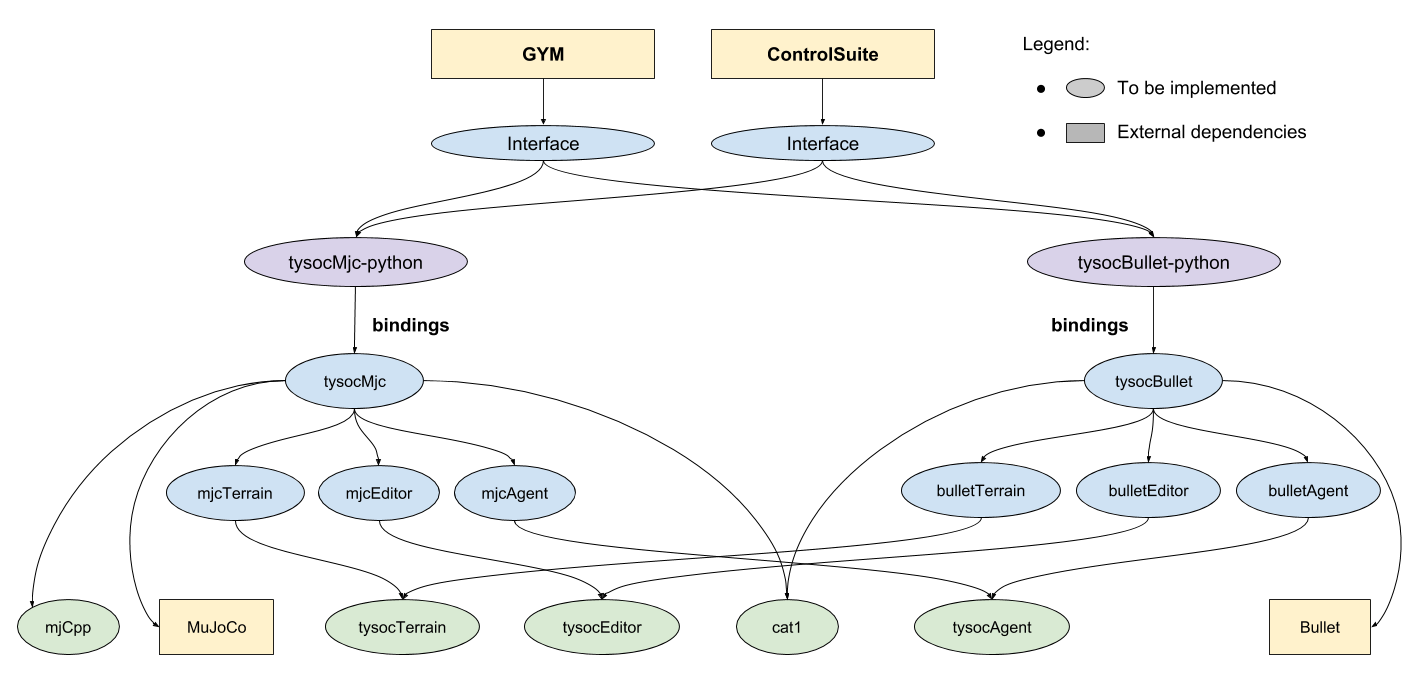 GYM
ControlSuite
Legend:
To be implemented
External dependencies
Interface
Interface
tysocMjc-python
tysocBullet-python
bindings
bindings
tysocMjc
tysocBullet
mjcTerrain
mjcEditor
mjcAgent
bulletTerrain
bulletEditor
bulletAgent
mjCpp
MuJoCo
tysocTerrain
tysocEditor
cat1
tysocAgent
Bullet